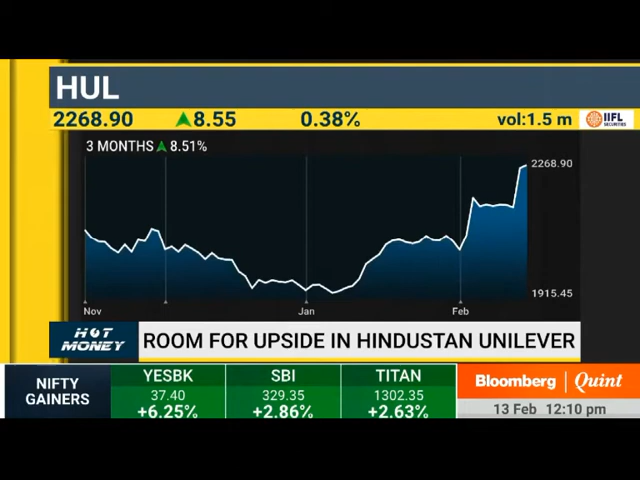 HUL
2268.90 ▲8.55 0.38% vol:1.5 m IIFL SECURITIES
3 MONTHS ▲ 8.51%
2268.90
1915.45
Nov Jan Feb
HOT MONEY
ROOM FOR UPSIDE IN HINDUSTAN UNILEVER
NIFTY GAINERS
YESBK
37.40
+6.25%
SBI
329.35
+2.86%
TITAN
1302.35
+2.63%
Bloomberg | Quint
13 Feb 12:10 pm